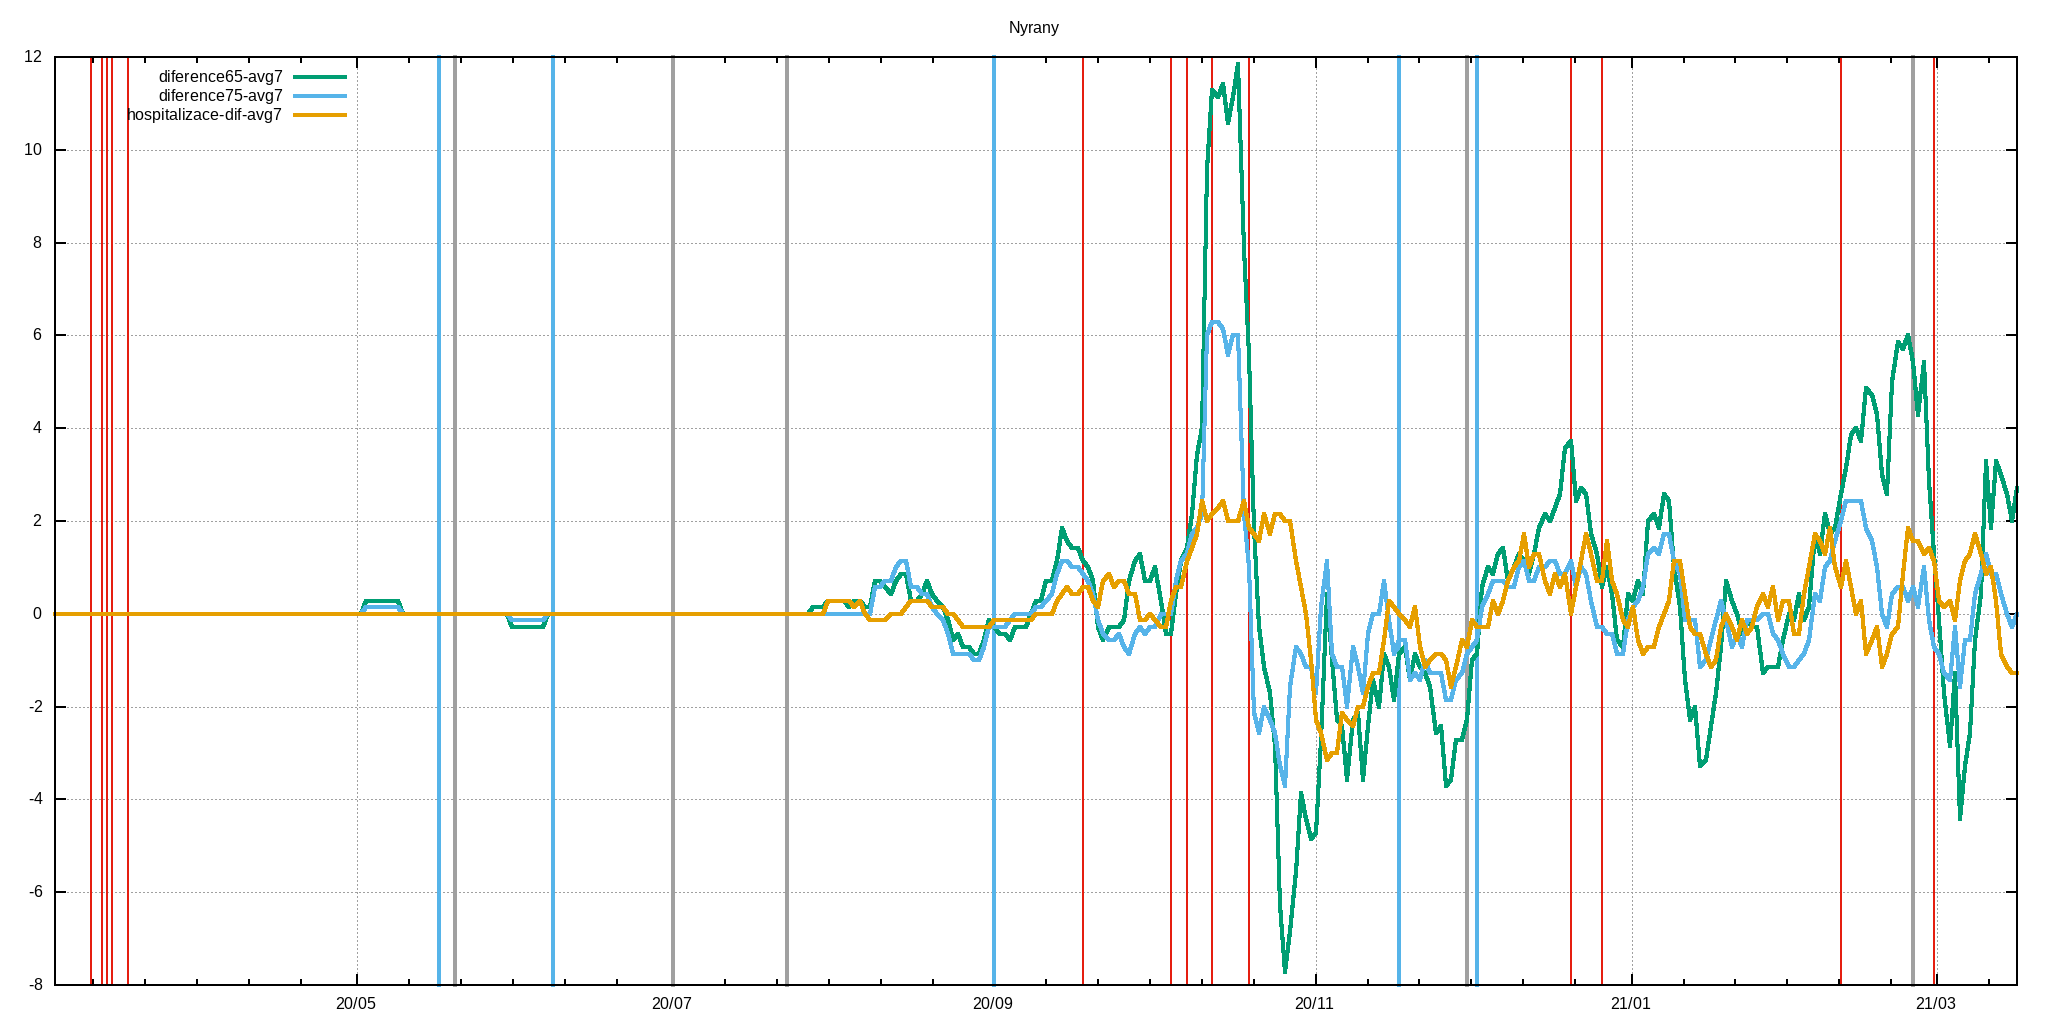 Nyrany
12
diference65-avg7
diference75-avg7
hospitalizace-dif-avg7
10
8
6
4
2
0
-2
-4
-6
-8
20/05 20/07 20/09 20/11 21/01 21/03